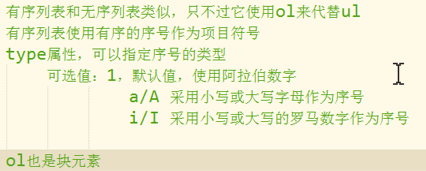 有序列表和无序列表类似，只不过它使用ol来代替ul
有序列表使用有序的序号作为项目符号
type属性，可以指定序号的类型
可选值：1，默认值，使用阿拉伯数字
a/A 采用小写或大写字母作为序号
i/I 采用小写或大写的罗马数字作为序号
ol也是块元素